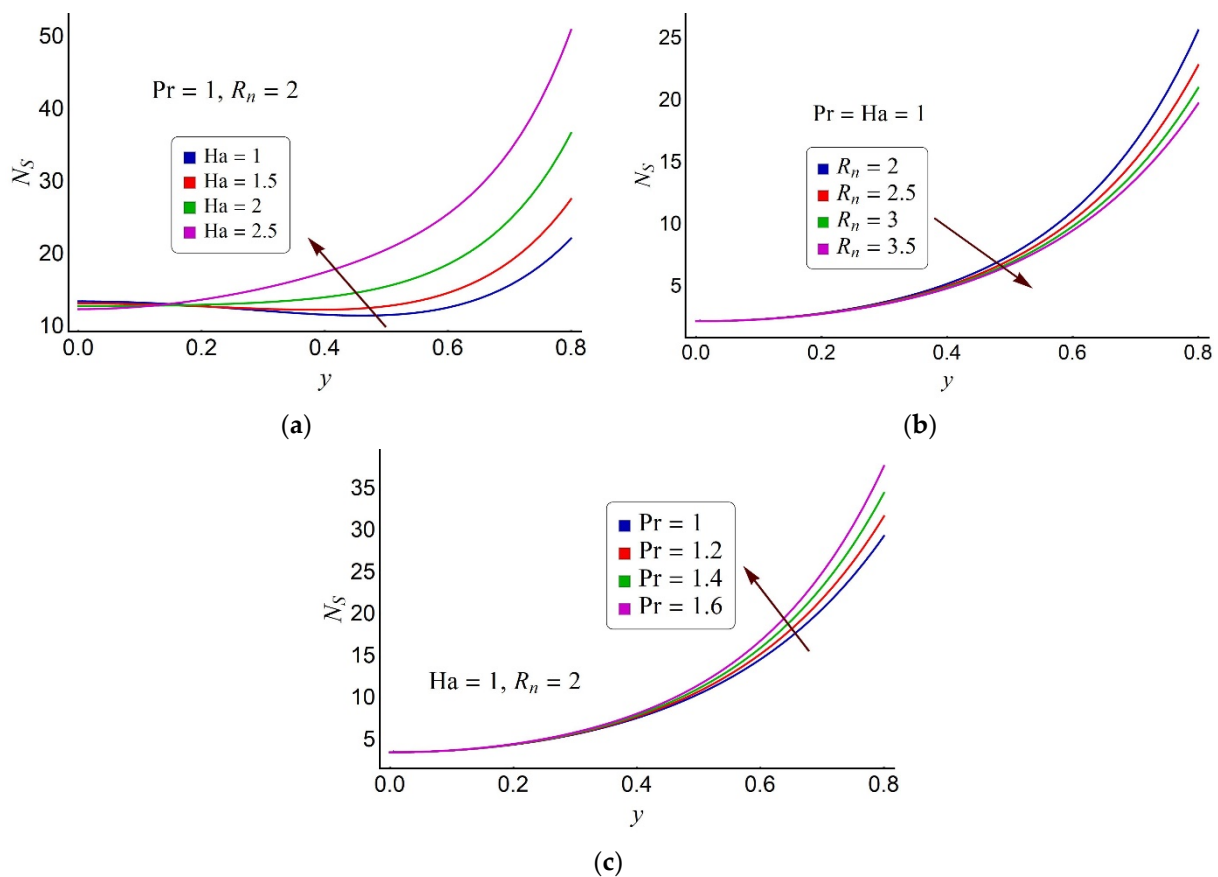 50
40
30
20
10
N_S
Pr = 1, R_n = 2
Ha = 1
Ha = 1.5
Ha = 2
Ha = 2.5
0.0 0.2 0.4 0.6 0.8
y
(a)
25
20
15
10
5
N_S
Pr = Ha = 1
R_n = 2
R_n = 2.5
R_n = 3
R_n = 3.5
0.0 0.2 0.4 0.6 0.8
y
(b)
35
30
25
20
15
10
5
N_S
Pr = 1
Pr = 1.2
Pr = 1.4
Pr = 1.6
Ha = 1, R_n = 2
0.0 0.2 0.4 0.6 0.8
y
(c)